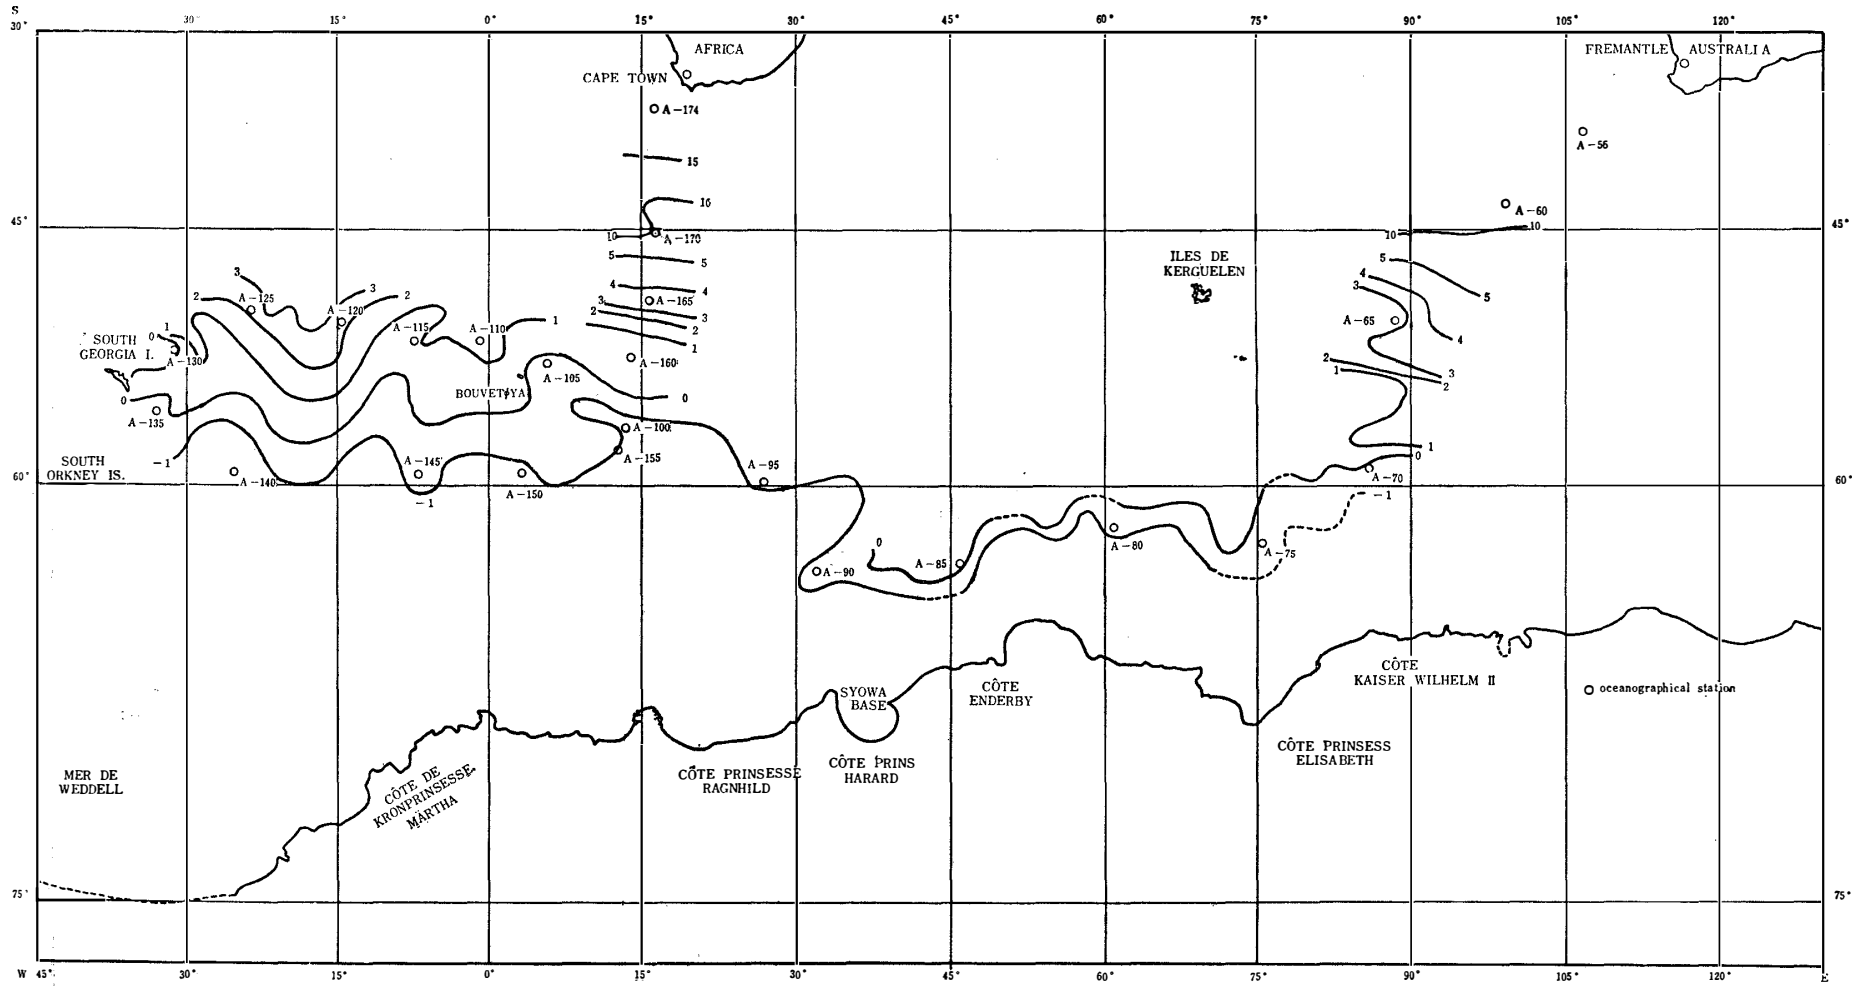 S
30° 15° 0° 15° 30° 45° 60° 75° 90° 105° 120°
30°
AFRICA
FREMANTLE AUSTRALIA
CAPE TOWN
A-174
A-56
15
16
A-60
45° 45°
10 A-170
10 10
5 5
5
ILES DE
KERGUELEN
3 4 4 4
3 2 A-125 2 A-165 3 5
3
A-120 2 3
1 A-115 A-110 1 2 A-65
0 SOUTH
GEORGIA I.
A-130
1 4
A-160
2
A-105 1 3
2
BOUVETØYA
0 0
A-135 A-100
1
SOUTH
ORKNEY IS.
-1 A-145 A-155 A-95 0
60° A-140 A-150 A-70 60°
-1 -1
0 A-80
A-75
A-90 A-85
CÔTE
KAISER WILHELM II
SYOWA
BASE
CÔTE
ENDERBY
oceanographical station
CÔTE PRINSESS
ELISABETH
MER DE
WEDDELL
CÔTE DE
KRONPRINSESSE
MÄRTHA
CÔTE PRINSESSE
RAGNHILD
CÔTE PRINS
HARARD
75° 75°
W 45° 30° 15° 0° 15° 30° 45° 60° 75° 90° 105° 120° E